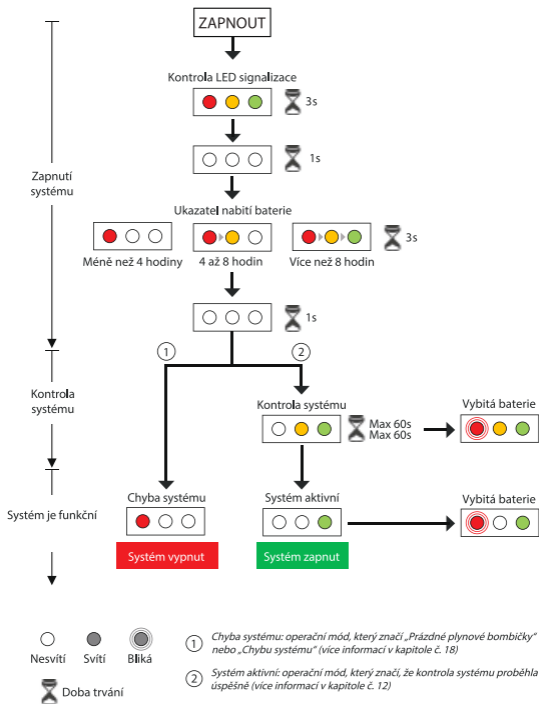 ZAPNOUT
Kontrola LED signalizace
3s
1s
Zapnutí
systému
Ukazatel nabití baterie
3s
Méně než 4 hodiny
4 až 8 hodin
Více než 8 hodin
1s
1
2
Kontrola
systému
Kontrola systému
Max 60s
Max 60s
Vybitá baterie
Systém je funkční
Chyba systému
Systém aktivní
Vybitá baterie
Systém vypnut
Systém zapnut
Nesvítí
Svítí
Bliká
Doba trvání
1 Chyba systému: operační mód, který značí „Prázdné plynové bombičky“
nebo „Chybu systému“ (více informací v kapitole č. 18)
2 Systém aktivní: operační mód, který značí, že kontrola systému proběhla
úspěšně (více informací v kapitole č. 12)